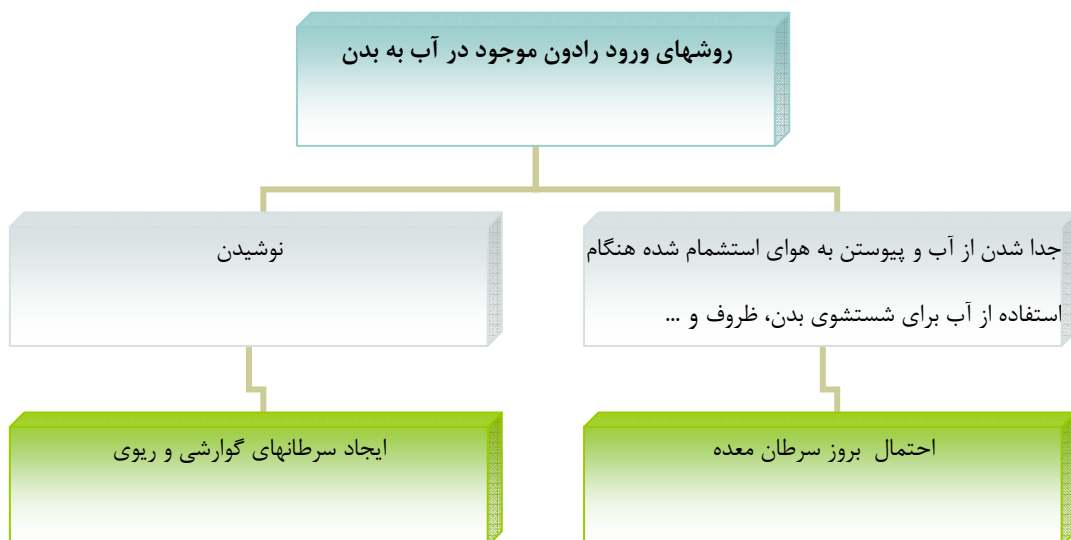 روشهای ورود رادون موجود در آب به بدن
جدا شدن از آب و پیوستن به هوای استشمام شده هنگام
استفاده از آب برای شستشوی بدن، ظروف و ...
نوشیدن
احتمال بروز سرطان معده
ایجاد سرطانهای گوارشی و ریوی